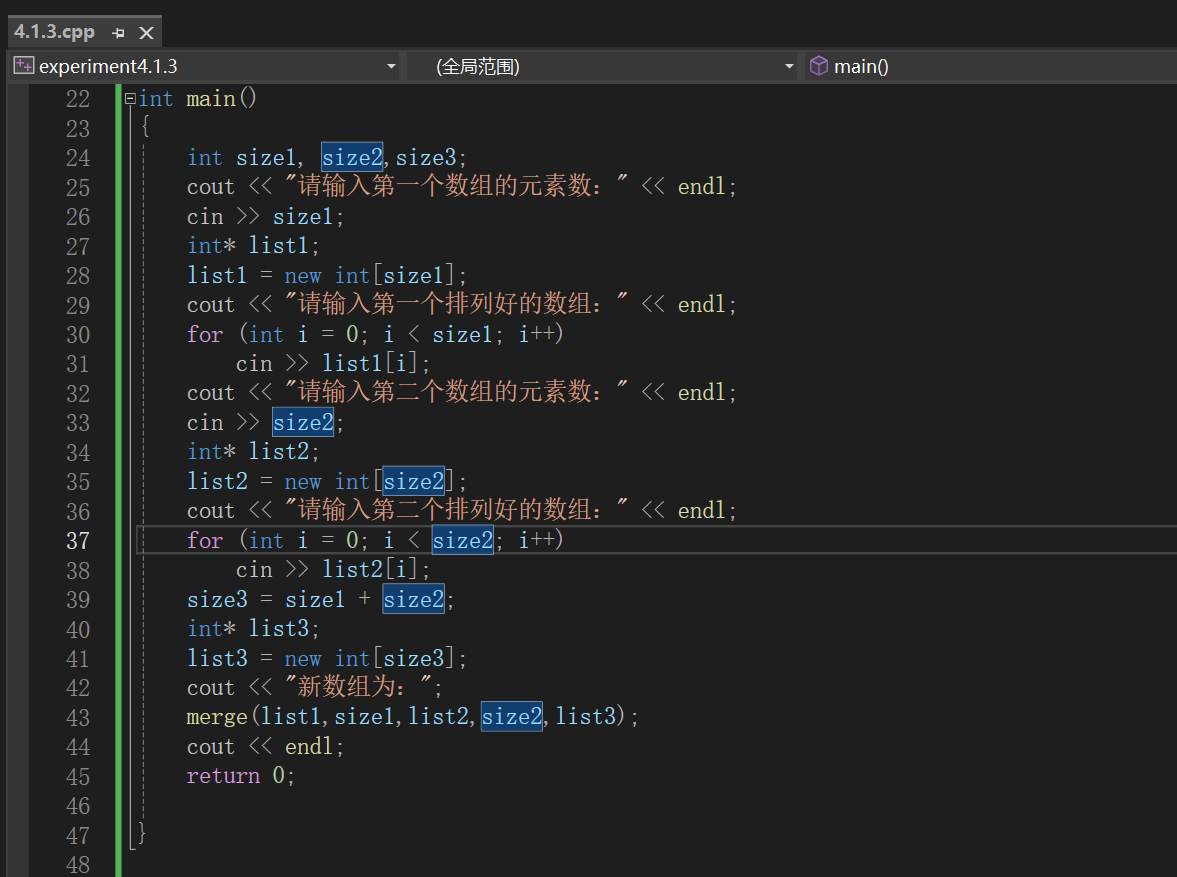 4.1.3.cpp
experiment4.1.3 (全局范围) main()
22 int main()
23 {
24 int size1, size2,size3;
25 cout << "请输入第一个数组的元素数：" << endl;
26 cin >> size1;
27 int* list1;
28 list1 = new int[size1];
29 cout << "请输入第一个排列好的数组：" << endl;
30 for (int i = 0; i < size1; i++)
31 cin >> list1[i];
32 cout << "请输入第二个数组的元素数：" << endl;
33 cin >> size2;
34 int* list2;
35 list2 = new int[size2];
36 cout << "请输入第二个排列好的数组：" << endl;
37 for (int i = 0; i < size2; i++)
38 cin >> list2[i];
39 size3 = size1 + size2;
40 int* list3;
41 list3 = new int[size3];
42 cout << "新数组为：";
43 merge(list1,size1,list2,size2,list3);
44 cout << endl;
45 return 0;
46
47 }
48